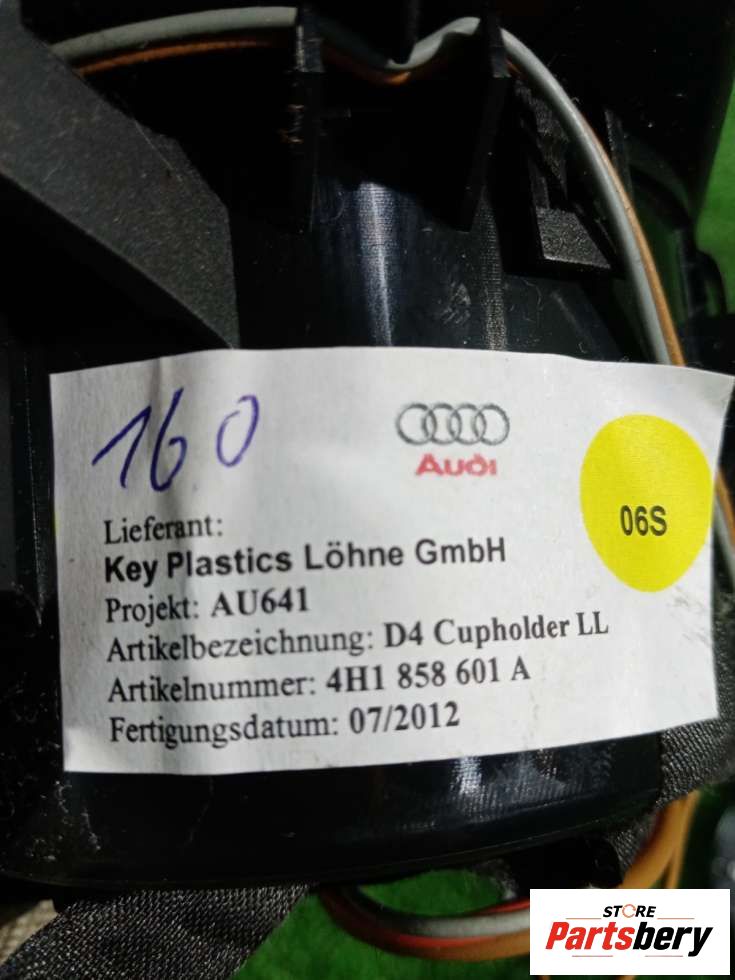 160
AUDI
06S
Lieferant:
Key Plastics Löhne GmbH
Projekt: AU641
Artikelbezeichnung: D4 Cupholder LL
Artikelnummer: 4H1 858 601 A
Fertigungsdatum: 07/2012
STORE
Partsbery